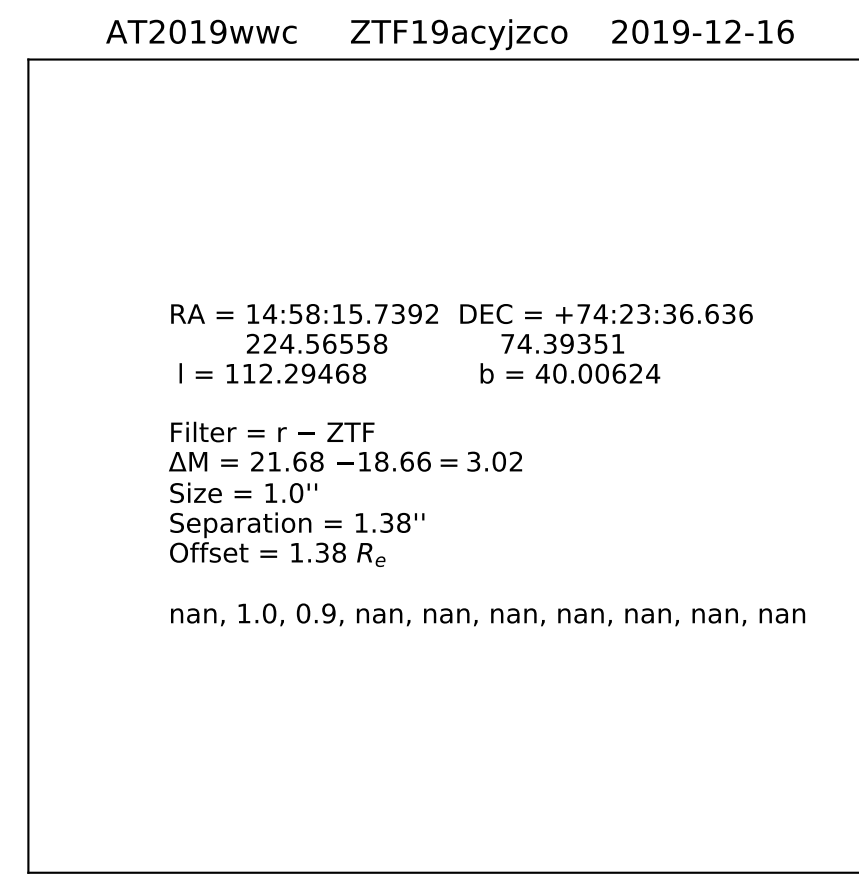 AT2019wwc ZTF19acyjzco 2019-12-16
RA = 14:58:15.7392 DEC = +74:23:36.636
224.56558 74.39351
l = 112.29468 b = 40.00624
Filter = r − ZTF
ΔM = 21.68 −18.66 = 3.02
Size = 1.0''
Separation = 1.38''
Offset = 1.38 Re
nan, 1.0, 0.9, nan, nan, nan, nan, nan, nan, nan